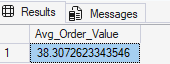 Results Messages
Avg_Order_Value
1 38.3072623343546